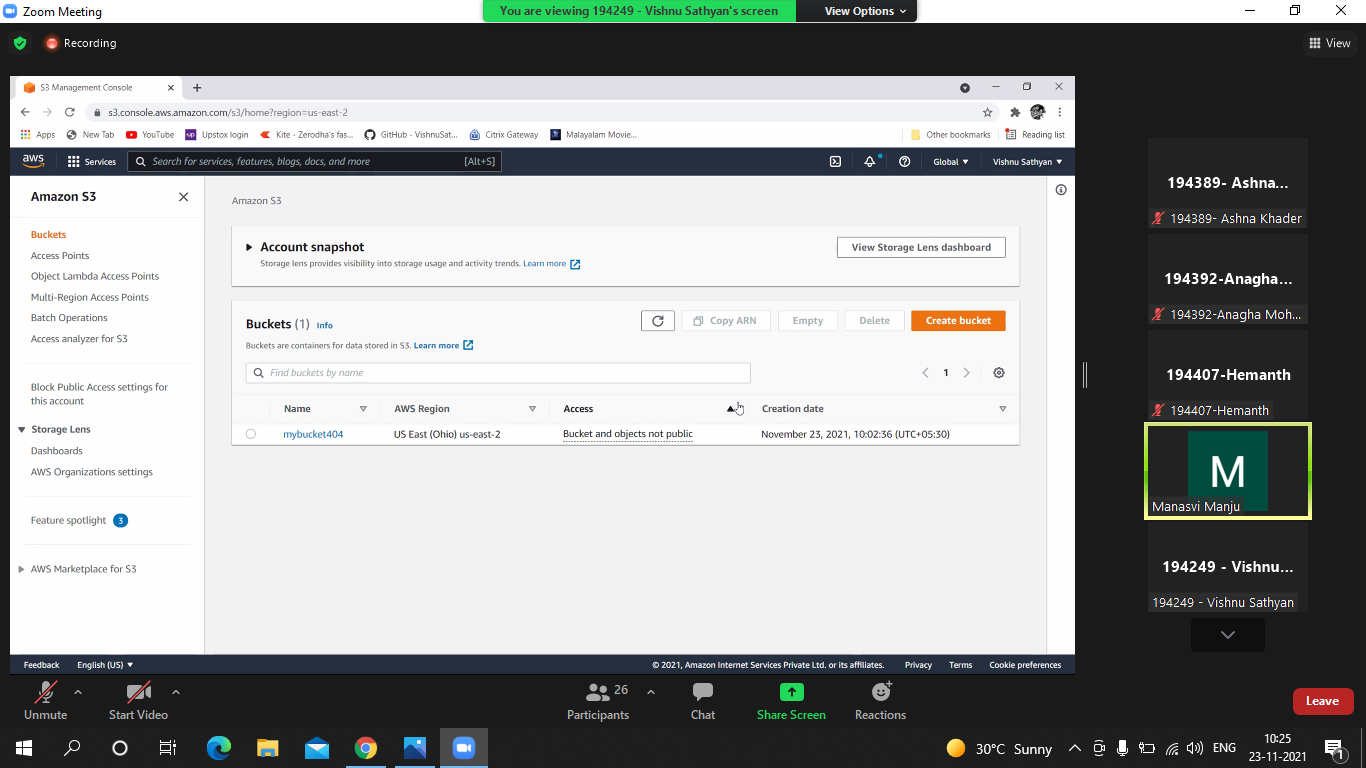 Zoom Meeting
You are viewing 194249 - Vishnu Sathyan's screen
View Options
Recording
View
S3 Management Console
s3.console.aws.amazon.com/s3/home?region=us-east-2
Apps
New Tab
YouTube
up
Upstox login
Kite - Zerodha's fas...
GitHub - VishnuSat...
Citrix Gateway
Malayalam Movie...
Other bookmarks
Reading list
aws
Services
Search for services, features, blogs, docs, and more
[Alt+S]
Global
Vishnu Sathyan
Amazon S3
Buckets
Access Points
Object Lambda Access Points
Multi-Region Access Points
Batch Operations
Access analyzer for S3
Block Public Access settings for
this account
Storage Lens
Dashboards
AWS Organizations settings
Feature spotlight 3
AWS Marketplace for S3
Amazon S3
Account snapshot
Storage lens provides visibility into storage usage and activity trends. Learn more
View Storage Lens dashboard
Buckets (1) Info
Copy ARN
Empty
Delete
Create bucket
Buckets are containers for data stored in S3. Learn more
Find buckets by name
1
Name
AWS Region
Access
Creation date
mybucket404
US East (Ohio) us-east-2
Bucket and objects not public
November 23, 2021, 10:02:36 (UTC+05:30)
Feedback
English (US)
© 2021, Amazon Internet Services Private Ltd. or its affiliates.
Privacy
Terms
Cookie preferences
194389- Ashna...
194389- Ashna Khader
194392-Anagha...
194392-Anagha Moh...
194407-Hemanth
194407-Hemanth
M
Manasvi Manju
194249 - Vishnu...
194249 - Vishnu Sathyan
Unmute
Start Video
26
Participants
Chat
Share Screen
Reactions
Leave
30°C Sunny
ENG
10:25
23-11-2021
1